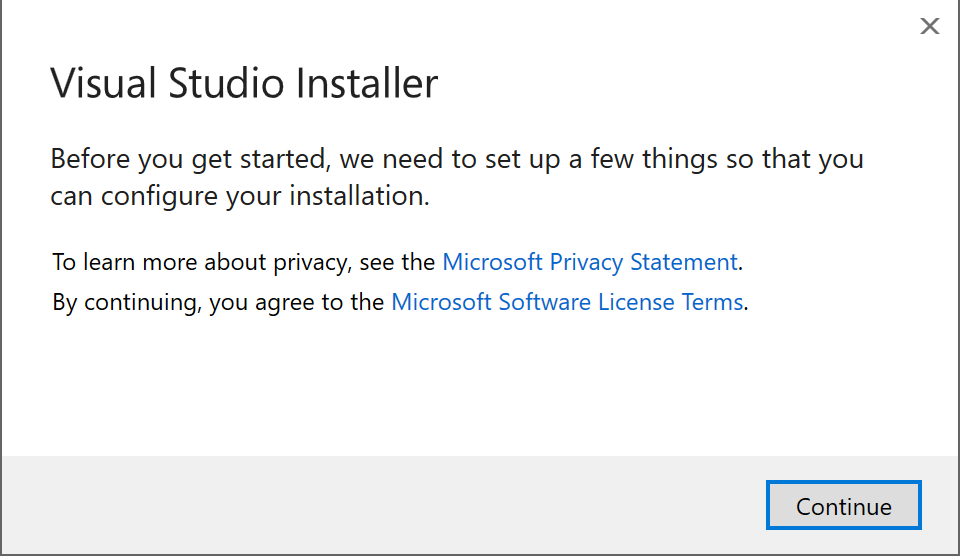 Visual Studio Installer
Before you get started, we need to set up a few things so that you
can configure your installation.
To learn more about privacy, see the Microsoft Privacy Statement.
By continuing, you agree to the Microsoft Software License Terms.
Continue